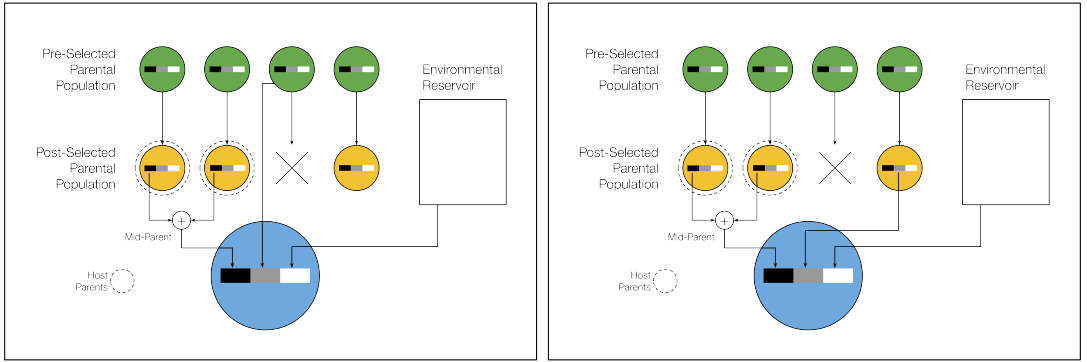 Pre-Selected
Parental
Population
Environmental
Reservoir
Post-Selected
Parental
Population
+
Mid-Parent
Host
Parents
Pre-Selected
Parental
Population
Environmental
Reservoir
Post-Selected
Parental
Population
+
Mid-Parent
Host
Parents